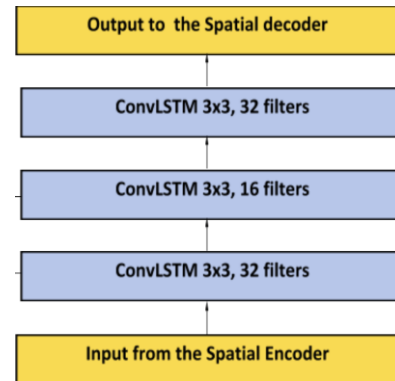 Output to the Spatial decoder
ConvLSTM 3x3, 32 filters
ConvLSTM 3x3, 16 filters
ConvLSTM 3x3, 32 filters
Input from the Spatial Encoder